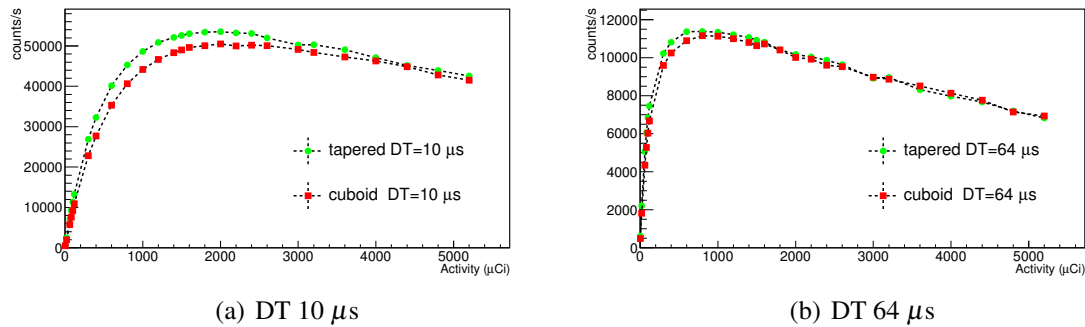 counts/s
50000
40000
30000
20000
10000
0
tapered DT=10 μs
cuboid DT=10 μs
0 1000 2000 3000 4000 5000
Activity (μCi)
(a) DT 10 μs
counts/s
12000
10000
8000
6000
4000
2000
0
tapered DT=64 μs
cuboid DT=64 μs
0 1000 2000 3000 4000 5000
Activity (μCi)
(b) DT 64 μs